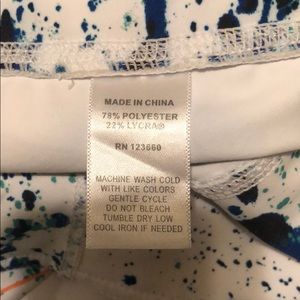 MADE IN CHINA
78% POLYESTER
22% LYCRA®
RN 123660
MACHINE WASH COLD
WITH LIKE COLORS
GENTLE CYCLE
DO NOT BLEACH
TUMBLE DRY LOW
COOL IRON IF NEEDED